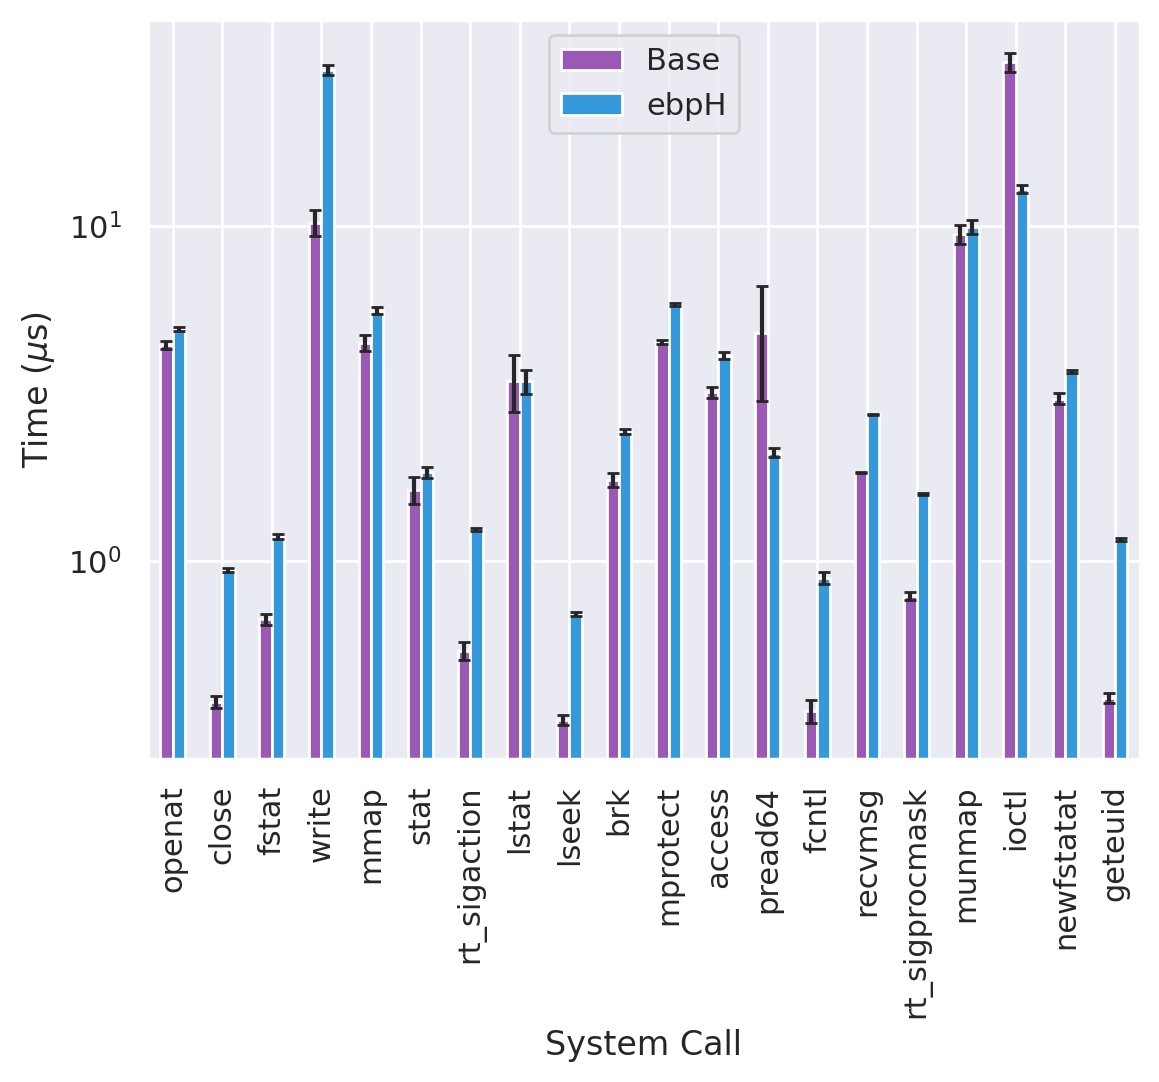 Base
ebpH
10¹
10⁰
Time (μs)
openat
close
fstat
write
mmap
stat
rt_sigaction
lstat
lseek
brk
mprotect
access
pread64
fcntl
recvmsg
rt_sigprocmask
munmap
ioctl
newfstatat
geteuid
System Call